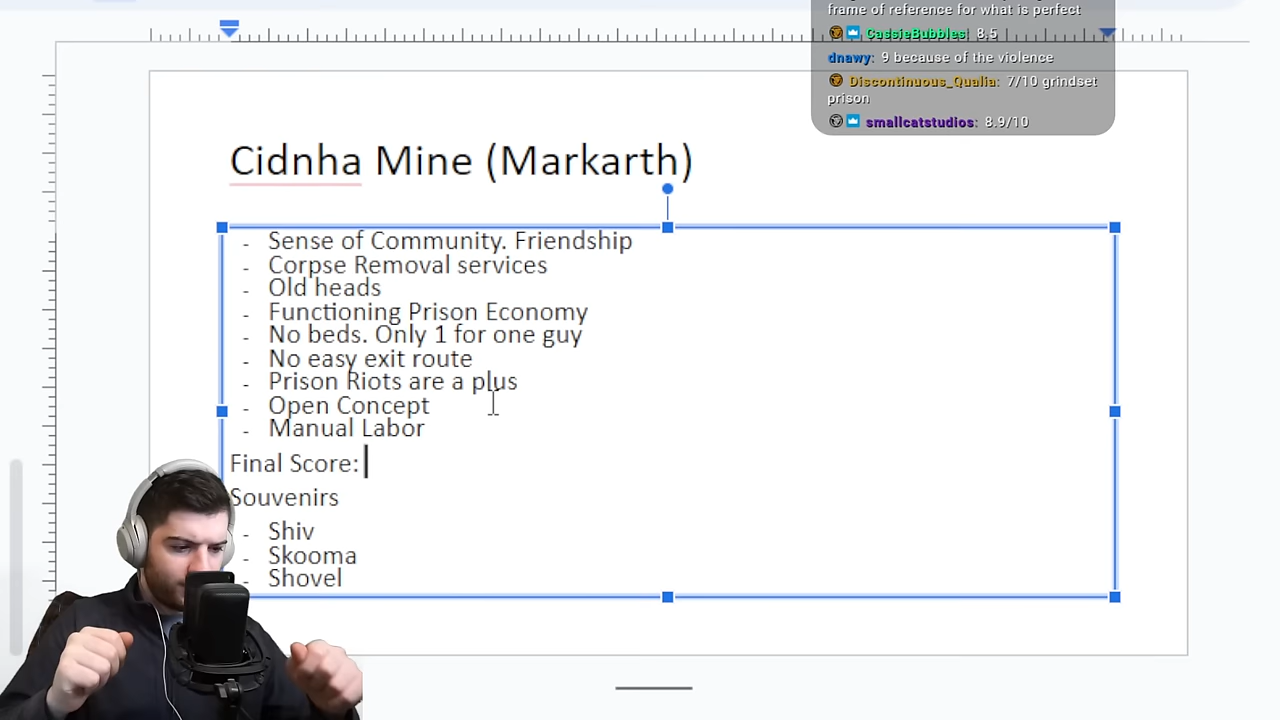 frame of reference for what is perfect
CassieBubbles: 8.5
dnawy: 9 because of the violence
Discontinuous_Qualia: 7/10 grindset
prison
smallcatstudios: 8.9/10
Cidnha Mine (Markarth)
- Sense of Community. Friendship
- Corpse Removal services
- Old heads
- Functioning Prison Economy
- No beds. Only 1 for one guy
- No easy exit route
- Prison Riots are a plus
- Open Concept
- Manual Labor
Final Score:
Souvenirs
- Shiv
- Skooma
- Shovel